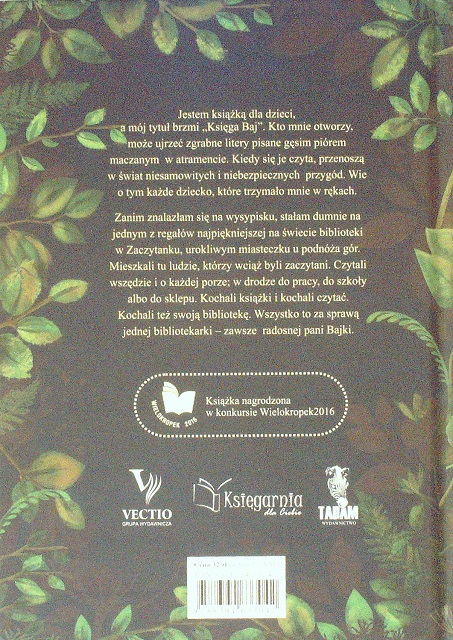 Jestem książką dla dzieci,
a mój tytuł brzmi „Księga Baj”. Kto mnie otworzy,
może ujrzeć zgrabne litery pisane gęsim piórem
maczanym w atramencie. Kiedy się je czyta, przenoszą
w świat niesamowitych i niebezpiecznych przygód. Wie
o tym każde dziecko, które trzymało mnie w rękach.
Zanim znalazłam się na wysypisku, stałam dumnie na
jednym z regałów najpiękniejszej na świecie biblioteki
w Zaczytanku, urokliwym miasteczku u podnóża gór.
Mieszkali tu ludzie, którzy wciąż byli zaczytani. Czytali
wszędzie i o każdej porze; w drodze do pracy, do szkoły
albo do sklepu. Kochali książki i kochali czytać.
Kochali też swoją bibliotekę. Wszystko to za sprawą
jednej bibliotekarki – zawsze radosnej pani Bajki.
WIELOKROPEK 2016
Książka nagrodzona
w konkursie Wielokropek2016
VECTIO
GRUPA WYDAWNICZA
Księgarnia
dla Ciebie
TADAM
WYDAWNICTWO